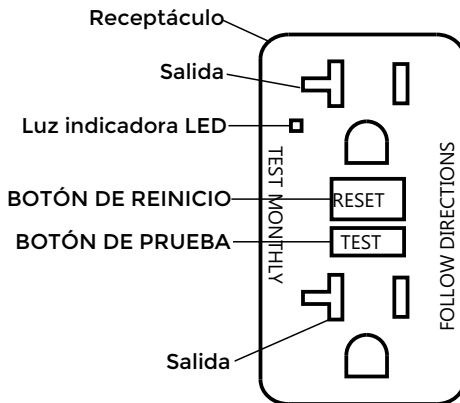 Receptáculo
Salida
Luz indicadora LED
BOTÓN DE REINICIO
BOTÓN DE PRUEBA
Salida
TEST MONTHLY
RESET
TEST
FOLLOW DIRECTIONS